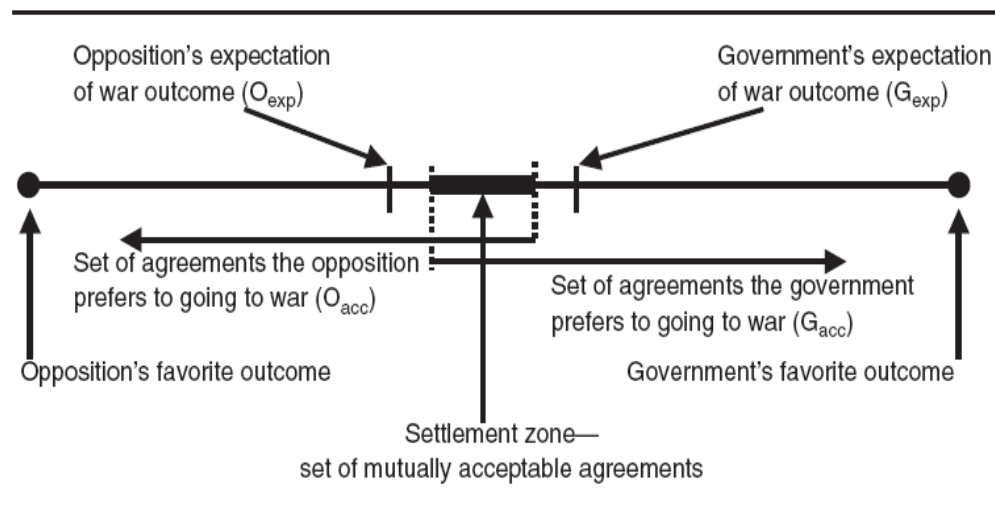 Opposition’s expectation
of war outcome (Oexp)
Government’s expectation
of war outcome (Gexp)
Set of agreements the opposition
prefers to going to war (Oacc)
Set of agreements the government
prefers to going to war (Gacc)
Opposition’s favorite outcome
Government’s favorite outcome
Settlement zone—
set of mutually acceptable agreements